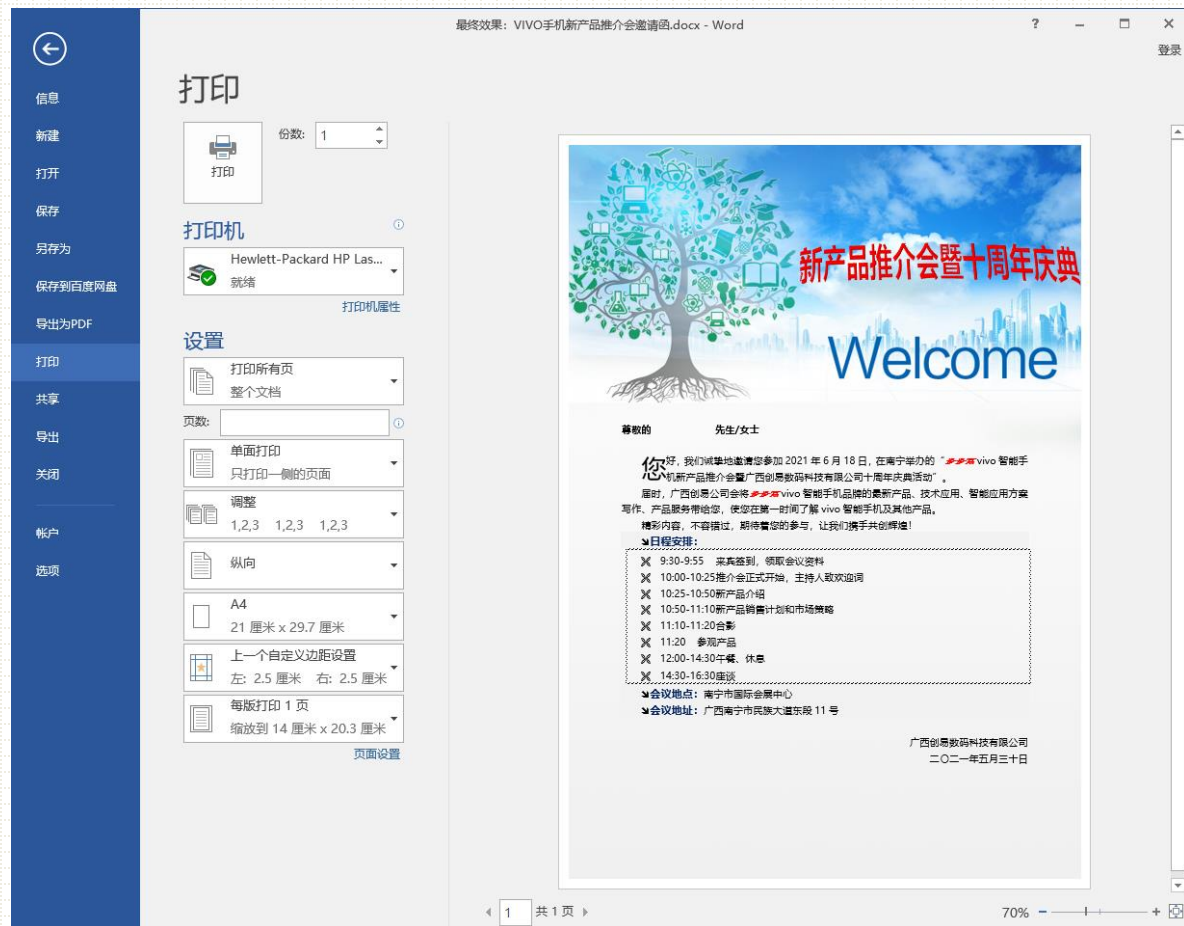 最终效果：VIVO手机新产品推介会邀请函.docx - Word
?
登录
信息
新建
打开
保存
另存为
保存到百度网盘
导出为PDF
打印
共享
导出
关闭
帐户
选项
打印
份数: 1
打印
打印机
Hewlett-Packard HP Las...
就绪
打印机属性
设置
打印所有页
整个文档
页数:
单面打印
只打印一侧的页面
调整
1,2,3 1,2,3 1,2,3
纵向
A4
21 厘米 x 29.7 厘米
上一个自定义边距设置
左: 2.5 厘米 右: 2.5 厘米
每版打印 1 页
缩放到 14 厘米 x 20.3 厘米
页面设置
新产品推介会暨十周年庆典
Welcome
尊敬的 先生/女士
您好，我们诚挚地邀请您参加 2021 年 6 月 18 日，在南宁举办的“vivo 智能手
机新产品推介会暨广西创易数码科技有限公司十周年庆典活动”。
届时，广西创易公司会将vivo 智能手机品牌的最新产品、技术应用、智能应用方案
写作、产品服务带给您，使您在第一时间了解 vivo 智能手机及其他产品。
精彩内容，不容错过，期待着您的参与，让我们携手共创辉煌！
日程安排：
9:30-9:55 来宾签到，领取会议资料
10:00-10:25推介会正式开始，主持人致欢迎词
10:25-10:50新产品介绍
10:50-11:10新产品销售计划和市场策略
11:10-11:20合影
11:20 参观产品
12:00-14:30午餐、休息
14:30-16:30座谈
会议地点：南宁市国际会展中心
会议地址：广西南宁市民族大道东段 11 号
广西创易数码科技有限公司
二〇二一年五月三十日
1 共 1 页
70%